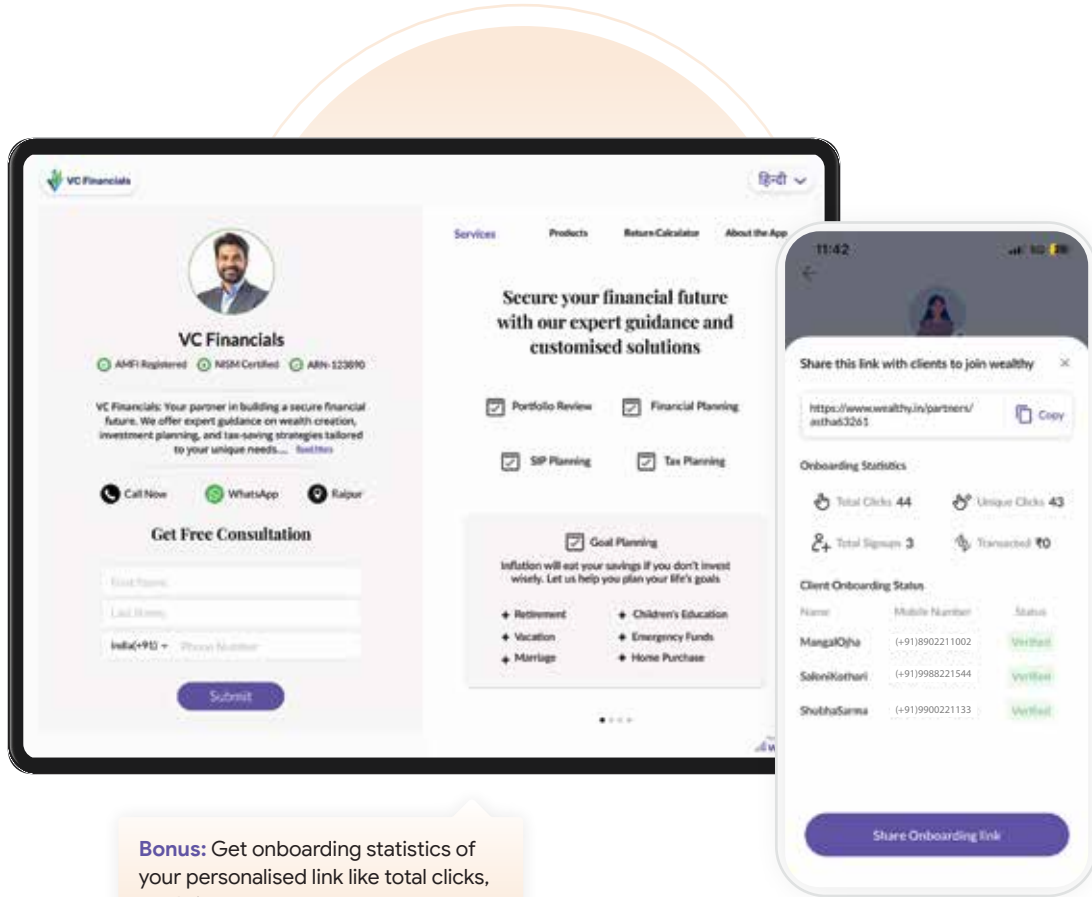 VC Financials
हिन्दी
VC Financials
AMFI Registered NISM Certified ARN-123890
VC Financials: Your partner in building a secure financial
future. We offer expert guidance on wealth creation,
investment planning, and tax-saving strategies tailored
to your unique needs.... Read More
Call Now WhatsApp Raipur
Get Free Consultation
First Name
Last Name
India(+91) Phone Number
Submit
Services Products Return Calculator About the App
Secure your financial future
with our expert guidance and
customised solutions
Portfolio Review Financial Planning
SIP Planning Tax Planning
Goal Planning
Inflation will eat your savings if you don't invest
wisely. Let us help you plan your life's goals
+ Retirement + Children's Education
+ Vacation + Emergency Funds
+ Marriage + Home Purchase
11:42
Share this link with clients to join wealthy ×
https://www.wealthy.in/partners/
astha63261
Copy
Onboarding Statistics
Total Clicks 44 Unique Clicks 43
Total Signups 3 Transacted ₹0
Client Onboarding Status
Name Mobile Number Status
MangalOjha (+91)8902211002 Verified
SaloniKothari (+91)9988221544 Verified
ShubhaSarma (+91)9900221133 Verified
Share Onboarding link
Bonus: Get onboarding statistics of
your personalised link like total clicks,